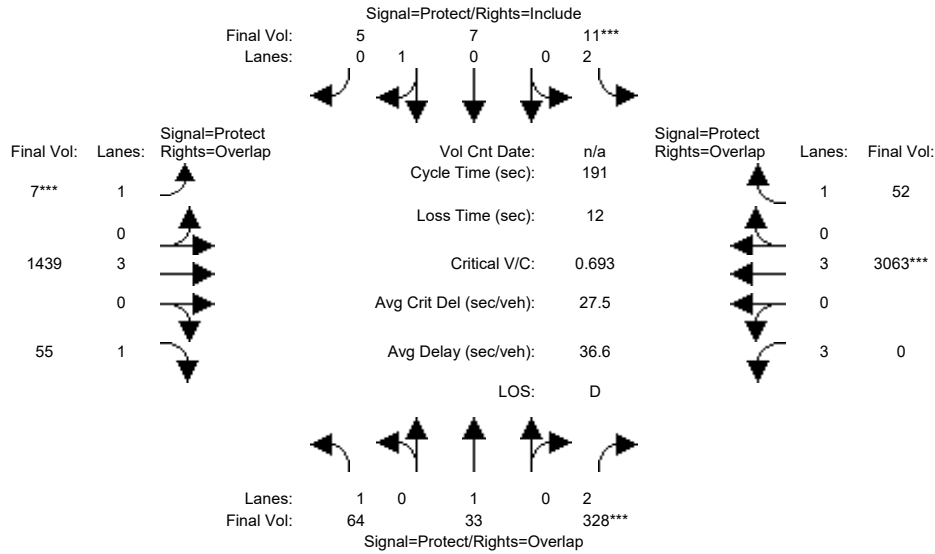 Signal=Protect/Rights=Include
Final Vol: 5 7 11***
Lanes: 0 1 0 0 2
Signal=Protect
Final Vol: Lanes: Rights=Overlap
Vol Cnt Date: n/a
Signal=Protect
Rights=Overlap Lanes: Final Vol:
Cycle Time (sec): 191
7*** 1
1 52
Loss Time (sec): 12
0
0
1439 3
Critical V/C: 0.693
3 3063***
0
Avg Crit Del (sec/veh): 27.5
0
55 1
Avg Delay (sec/veh): 36.6
3 0
LOS: D
Lanes: 1 0 1 0 2
Final Vol: 64 33 328***
Signal=Protect/Rights=Overlap